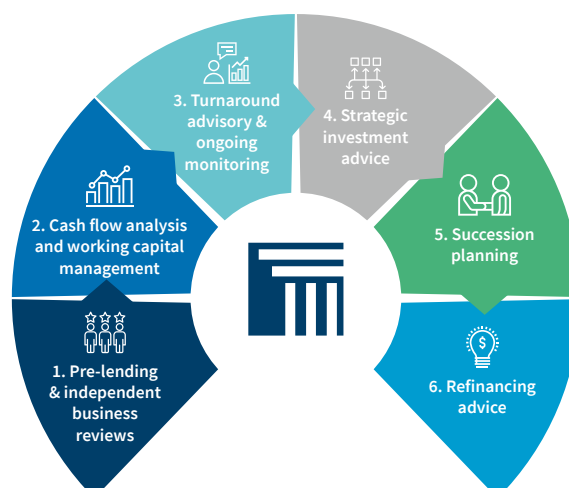 1. Pre-lending
& independent
business
reviews
2. Cash flow analysis
and working capital
management
3. Turnaround
advisory &
ongoing
monitoring
4. Strategic
investment
advice
5. Succession
planning
6. Refinancing
advice